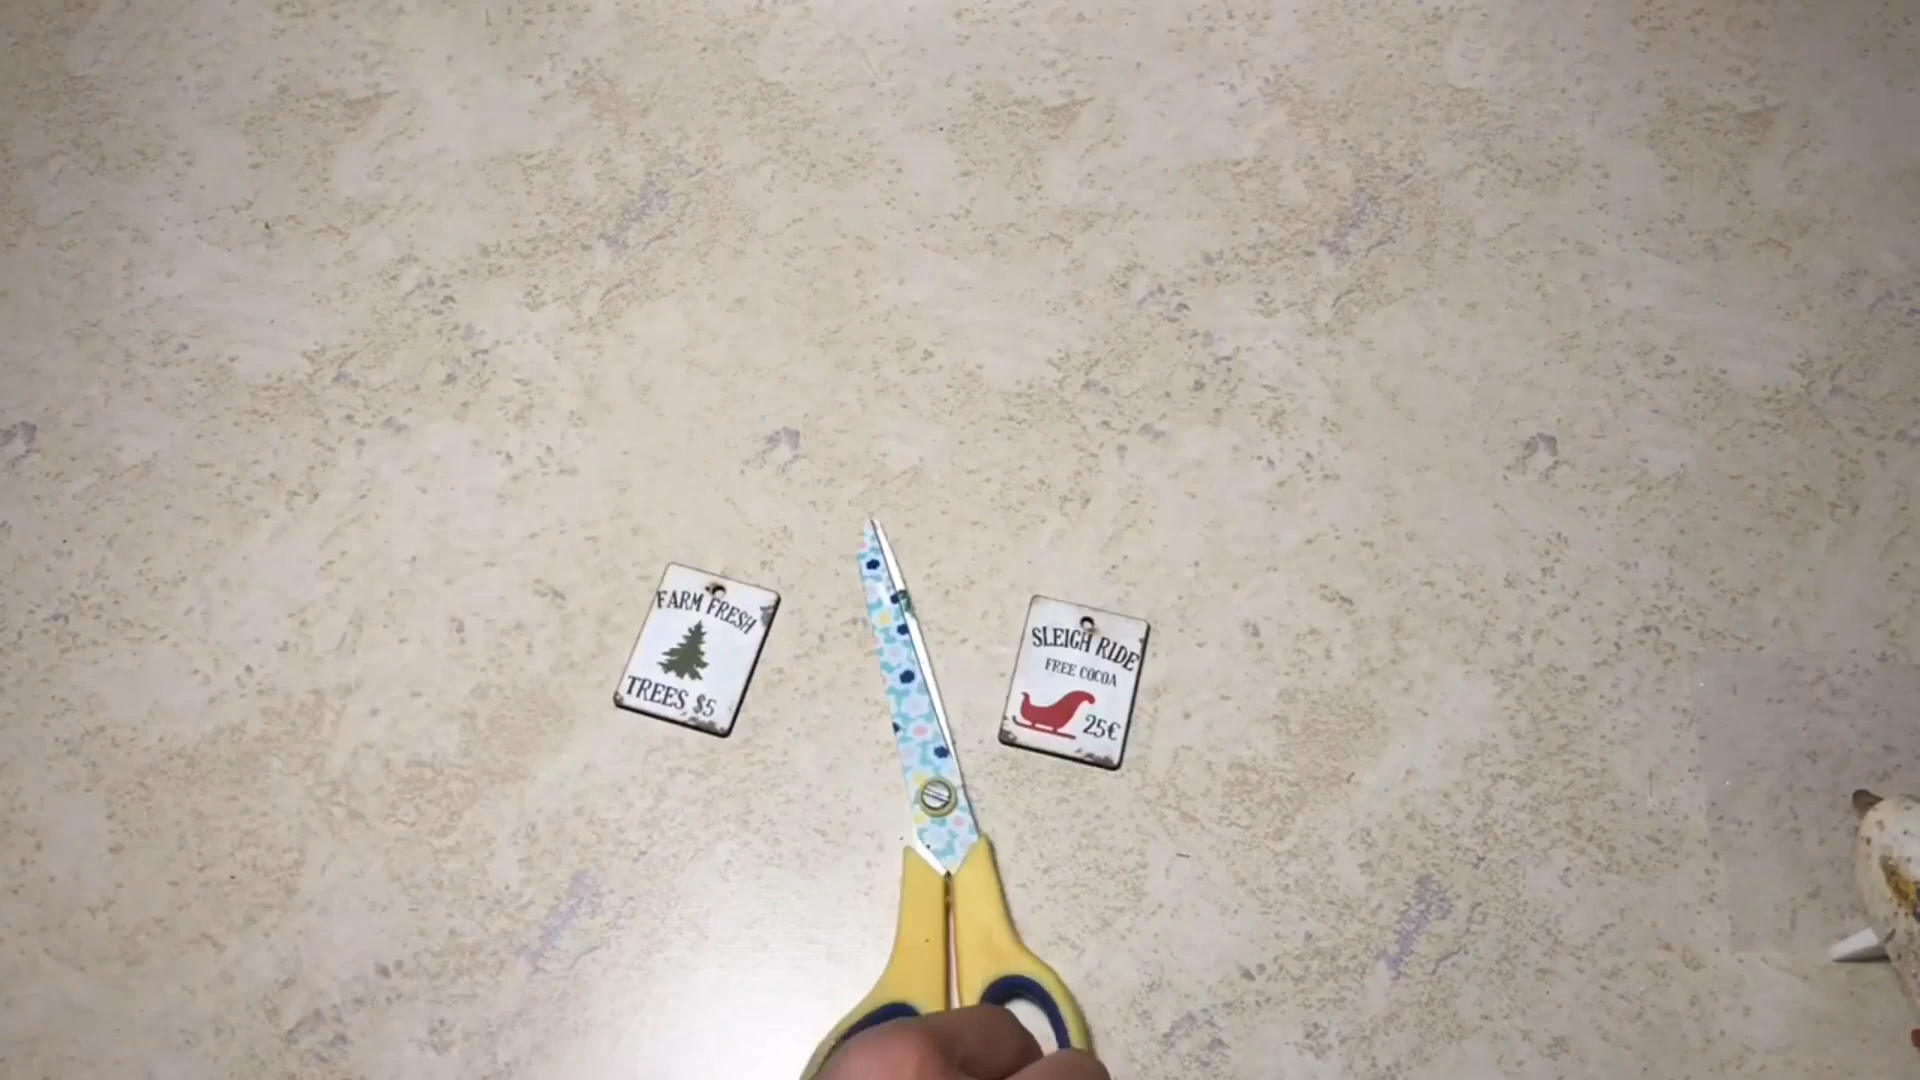 FARM FRESH
TREES $5
SLEIGH RIDE
FREE COCOA
25¢